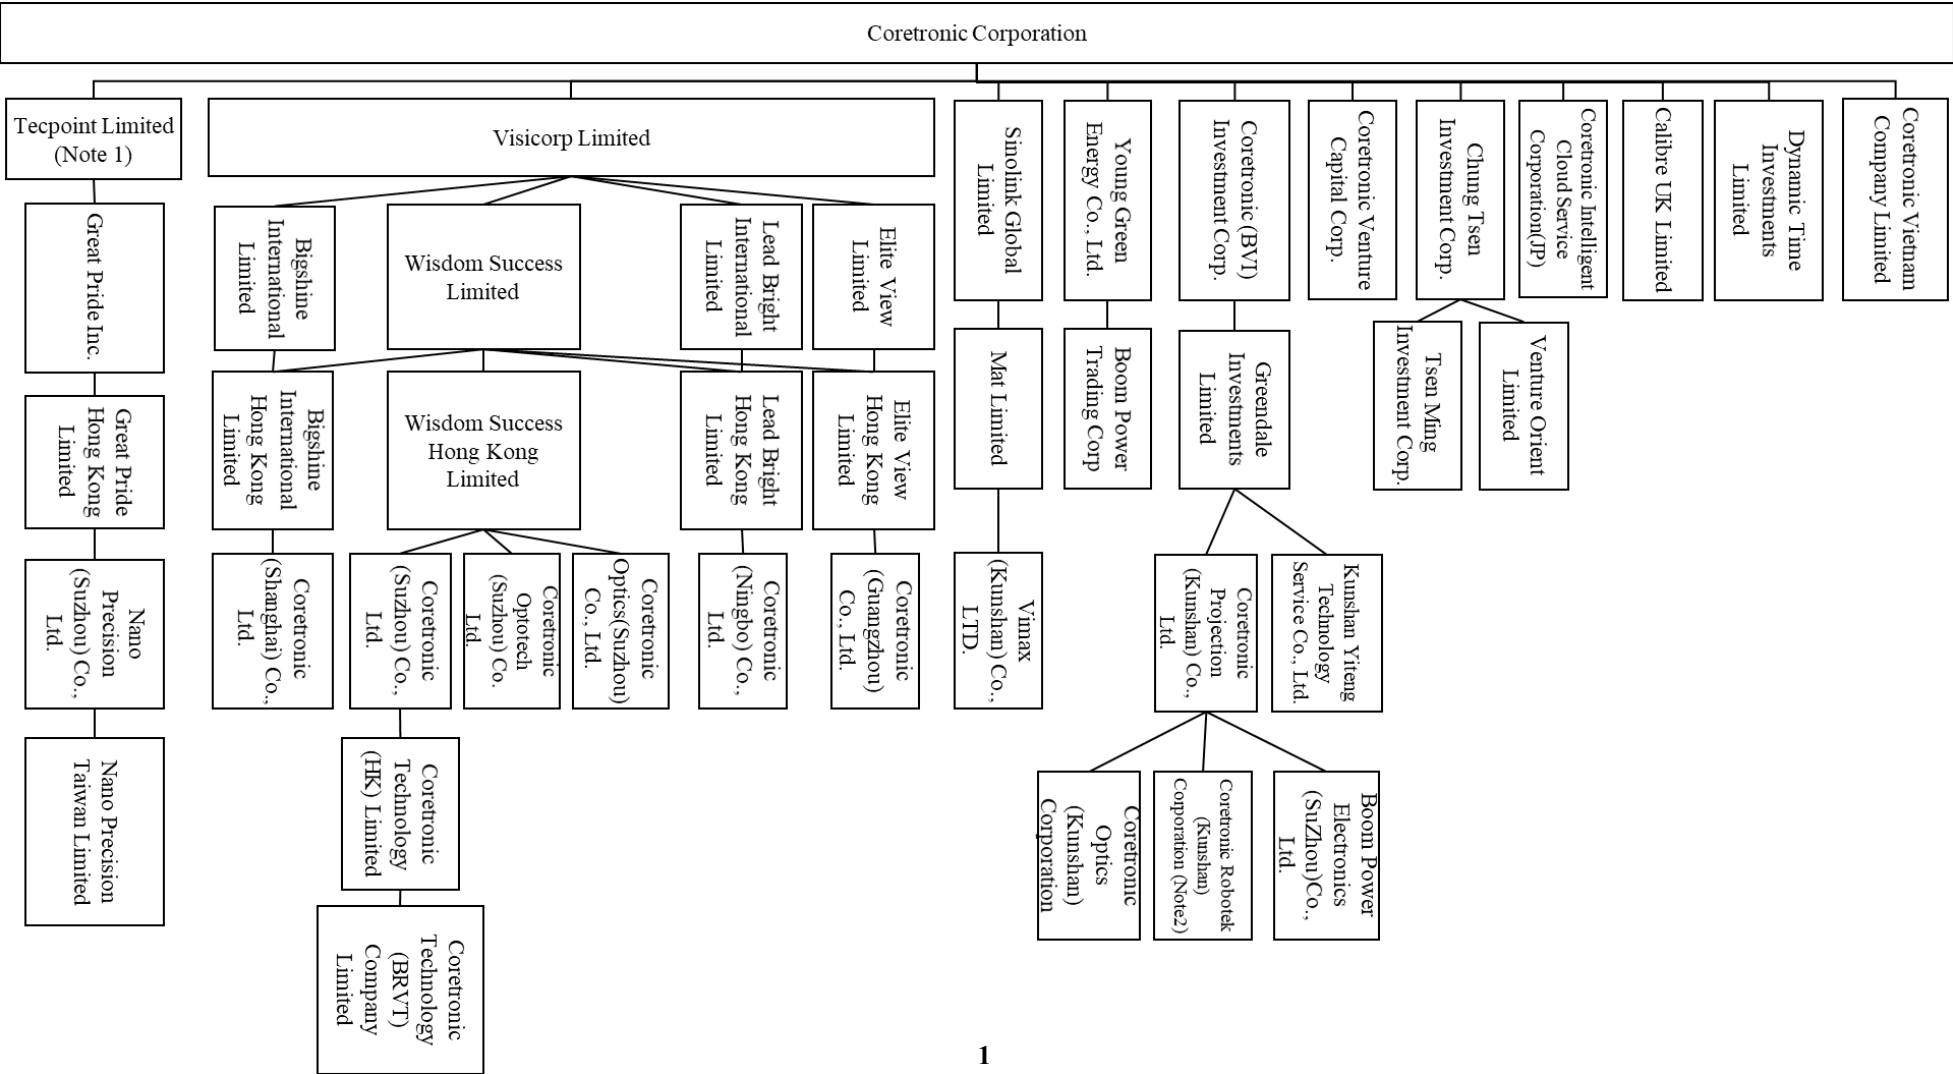 Coretronic Corporation
Tecpoint Limited
(Note 1)
Visicorp Limited
Sinolink Global
Limited
Young Green
Energy Co., Ltd.
Coretronic (BVI)
Investment Corp.
Coretronic Venture
Capital Corp.
Chung Tsen
Investment Corp.
Coretronic Intelligent
Cloud Service
Corporation(JP)
Calibre UK Limited
Dynamic Time
Investments
Limited
Coretronic Vietnam
Company Limited
Great Pride Inc.
Bigshine
International
Limited
Wisdom Success
Limited
Lead Bright
International
Limited
Elite View
Limited
Mat Limited
Boom Power
Trading Corp
Greendale
Investments
Limited
Tsen Ming
Investment Corp.
Venture Orient
Limited
Great Pride
Hong Kong
Limited
Bigshine
International
Hong Kong
Limited
Wisdom Success
Hong Kong
Limited
Lead Bright
Hong Kong
Limited
Elite View
Hong Kong
Limited
Nano
Precision
(Suzhou) Co.,
Ltd.
Coretronic
(Shanghai) Co.,
Ltd.
Coretronic
(Suzhou) Co.,
Ltd.
Coretronic
Optotech
(Suzhou) Co.
Ltd.
Coretronic
Optics(Suzhou)
Co., Ltd.
Coretronic
(Ningbo) Co.,
Ltd.
Coretronic
(Guangzhou)
Co., Ltd.
Vimax
(Kunshan) Co.,
LTD.
Coretronic
Projection
(Kunshan) Co.,
Ltd.
Kunshan Yiteng
Technology
Service Co., Ltd.
Nano Precision
Taiwan Limited
Coretronic
Technology
(HK) Limited
Coretronic
Optics
(Kunshan)
Corporation
Coretronic Robotek
(Kunshan)
Corporation (Note2)
Boom Power
Electronics
(SuZhou)Co.,
Ltd.
Coretronic
Technology
(BRVT)
Company
Limited
1